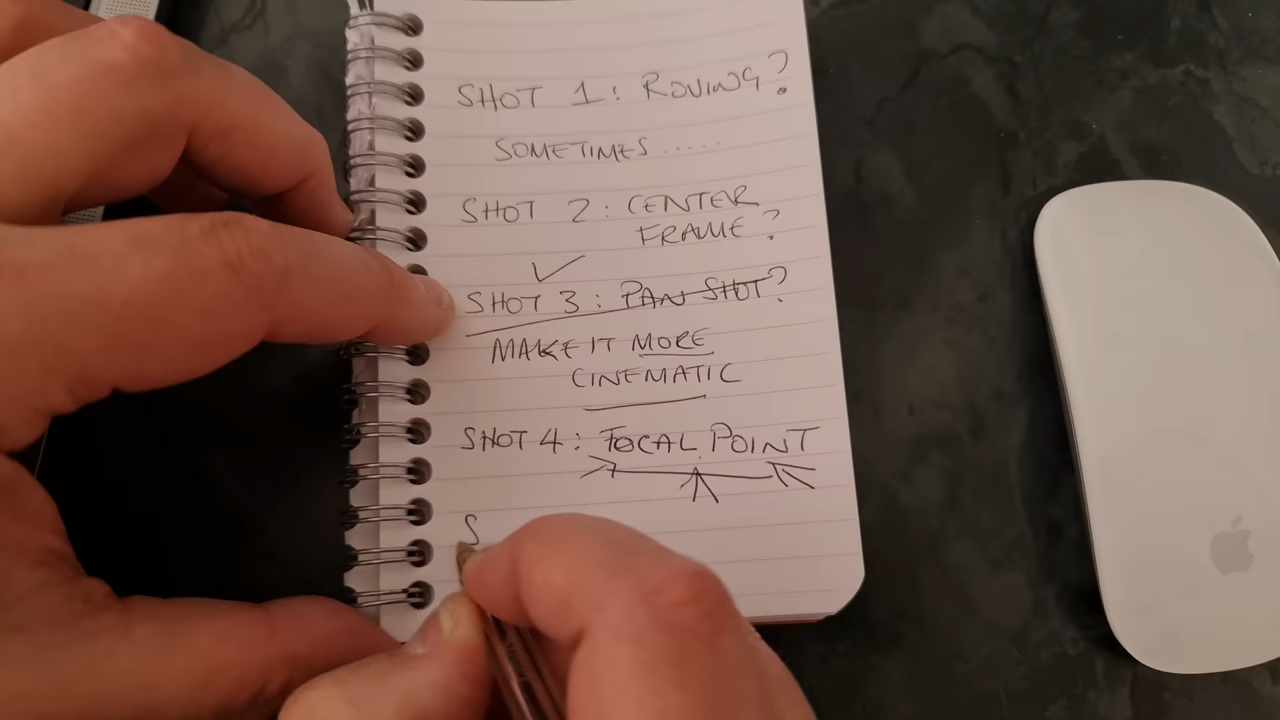 SHOT 1: ROVING?
SOMETIMES .....
SHOT 2: CENTER
FRAME?
SHOT 3: PAN SHOT?
MAKE IT MORE
CINEMATIC
SHOT 4: FOCAL POINT
S